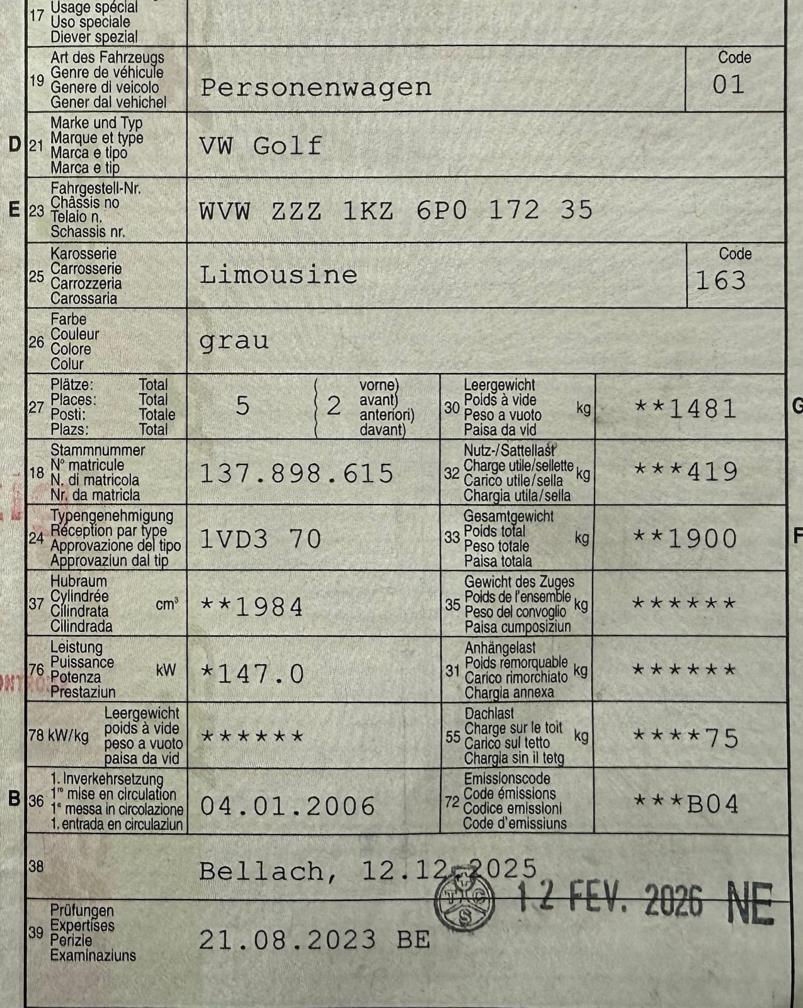 17 Usage spécial
Uso speciale
Diever spezial
19 Art des Fahrzeugs
Genre de véhicule
Genere di veicolo
Gener dal vehichel
Personenwagen
Code
01
D 21 Marke und Typ
Marque et type
Marca e tipo
Marca e tip
VW Golf
E 23 Fahrgestell-Nr.
Châssis no
Telaio n.
Schassis nr.
WVW ZZZ 1KZ 6P0 172 35
25 Karosserie
Carrosserie
Carrozzeria
Carossaria
Limousine
Code
163
26 Farbe
Couleur
Colore
Colur
grau
27 Plätze: Total
Places: Total
Posti: Totale
Plazs: Total
5 ( 2 vorne)
avant)
anteriori)
davant)
30 Leergewicht
Poids à vide
Peso a vuoto
Paisa da vid
kg
**1481
G
18 Stammnummer
N° matricule
N. di matricola
Nr. da matricla
137.898.615
32 Nutz-/Sattellast
Charge utile/sellette
Carico utile/sella
Chargia utila/sella
kg
***419
24 Typengenehmigung
Réception par type
Approvazione del tipo
Approvaziun dal tip
1VD3 70
33 Gesamtgewicht
Poids total
Peso totale
Paisa totala
kg
**1900
F
37 Hubraum
Cylindrée
Cilindrata
Cilindrada
cm³
**1984
35 Gewicht des Zuges
Poids de l'ensemble
Peso del convoglio
Paisa cumposiziun
kg
******
76 Leistung
Puissance
Potenza
Prestaziun
kW
*147.0
31 Anhängelast
Poids remorquable
Carico rimorchiato
Chargia annexa
kg
******
78 kW/kg Leergewicht
poids à vide
peso a vuoto
paisa da vid
******
55 Dachlast
Charge sur le toit
Carico sul tetto
Chargia sin il tetg
kg
****75
B 36 1. Inverkehrsetzung
1re mise en circulation
1a messa in circolazione
1. entrada en circulaziun
04.01.2006
72 Emissionscode
Code émissions
Codice emissioni
Code d'emissiuns
***B04
38
Bellach, 12.12.2025
TCS
12 FEV. 2026 NE
39 Prüfungen
Expertises
Perizie
Examinaziuns
21.08.2023 BE